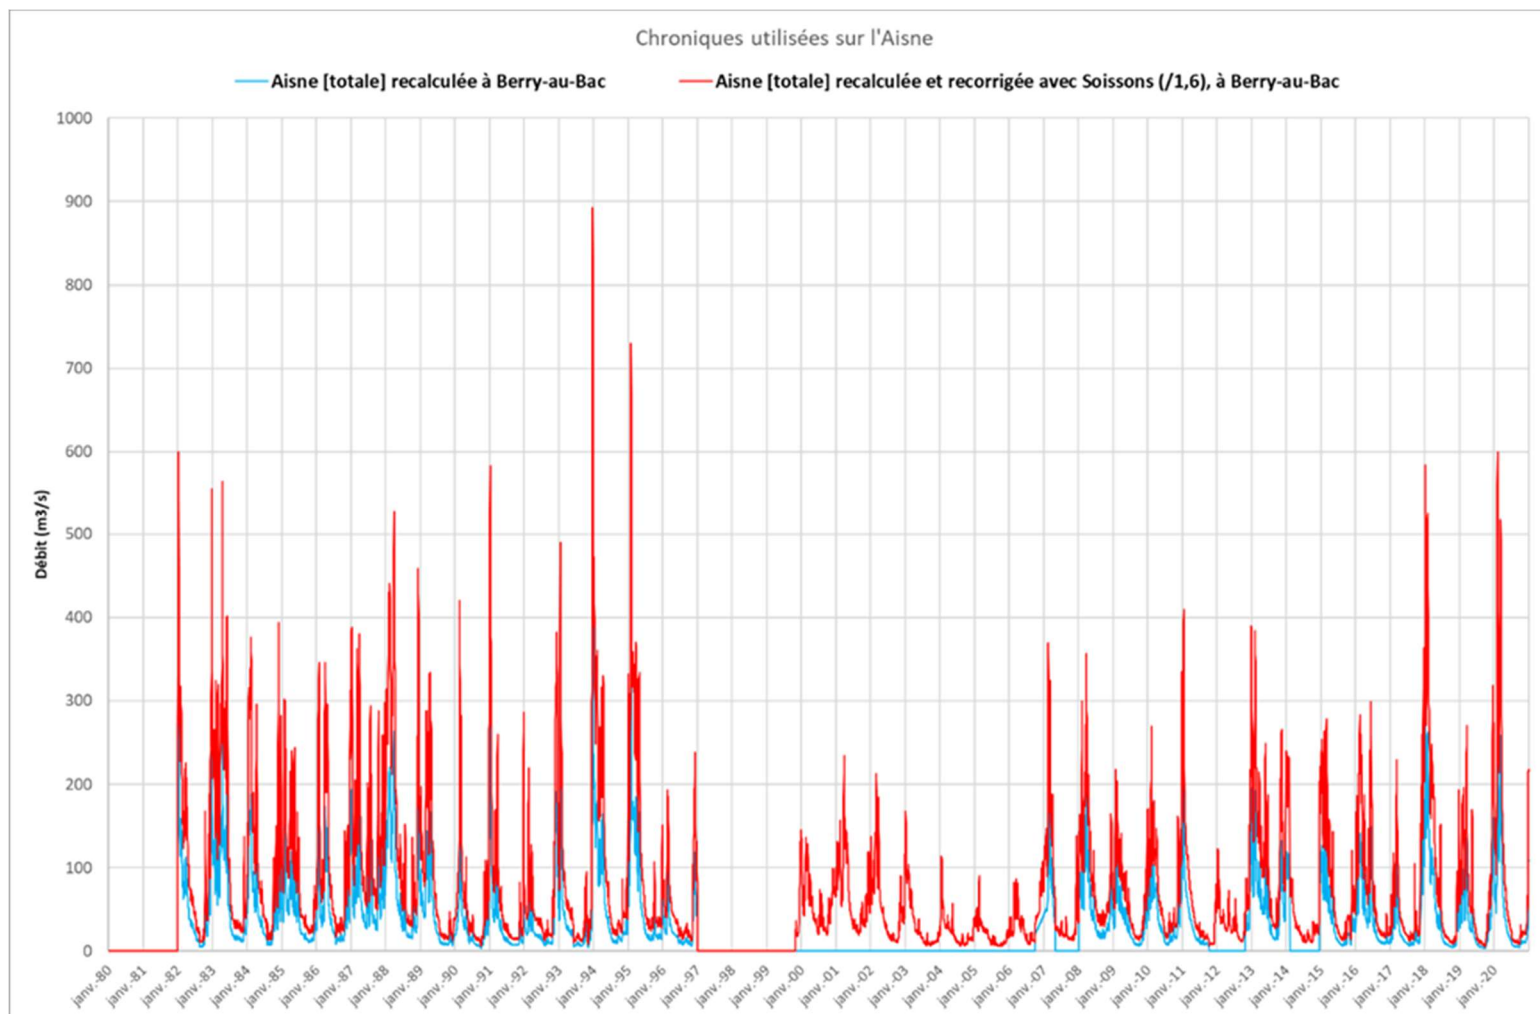 Chroniques utilisées sur l'Aisne
Aisne [totale] recalculée à Berry-au-Bac
Aisne [totale] recalculée et recorrigée avec Soissons (/1,6), à Berry-au-Bac
1000
900
800
700
600
500
400
300
200
100
0
Débit (m3/s)
janv.-80
janv.-81
janv.-82
janv.-83
janv.-84
janv.-85
janv.-86
janv.-87
janv.-88
janv.-89
janv.-90
janv.-91
janv.-92
janv.-93
janv.-94
janv.-95
janv.-96
janv.-97
janv.-98
janv.-99
janv.-00
janv.-01
janv.-02
janv.-03
janv.-04
janv.-05
janv.-06
janv.-07
janv.-08
janv.-09
janv.-10
janv.-11
janv.-12
janv.-13
janv.-14
janv.-15
janv.-16
janv.-17
janv.-18
janv.-19
janv.-20